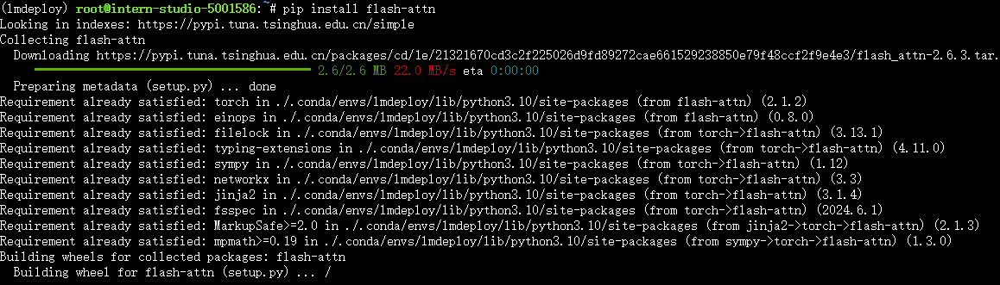 (lmdeploy) root@intern-studio-5001586:~# pip install flash-attn
Looking in indexes: https://pypi.tuna.tsinghua.edu.cn/simple
Collecting flash-attn
  Downloading https://pypi.tuna.tsinghua.edu.cn/packages/cd/1e/21321670cd3c2f225026d9fd89272cae661529238850e79f48ccf2f9e4e3/flash_attn-2.6.3.tar.
2.6/2.6 MB 22.0 MB/s eta 0:00:00
  Preparing metadata (setup.py) ... done
Requirement already satisfied: torch in ./.conda/envs/lmdeploy/lib/python3.10/site-packages (from flash-attn) (2.1.2)
Requirement already satisfied: einops in ./.conda/envs/lmdeploy/lib/python3.10/site-packages (from flash-attn) (0.8.0)
Requirement already satisfied: filelock in ./.conda/envs/lmdeploy/lib/python3.10/site-packages (from torch->flash-attn) (3.13.1)
Requirement already satisfied: typing-extensions in ./.conda/envs/lmdeploy/lib/python3.10/site-packages (from torch->flash-attn) (4.11.0)
Requirement already satisfied: sympy in ./.conda/envs/lmdeploy/lib/python3.10/site-packages (from torch->flash-attn) (1.12)
Requirement already satisfied: networkx in ./.conda/envs/lmdeploy/lib/python3.10/site-packages (from torch->flash-attn) (3.3)
Requirement already satisfied: jinja2 in ./.conda/envs/lmdeploy/lib/python3.10/site-packages (from torch->flash-attn) (3.1.4)
Requirement already satisfied: fsspec in ./.conda/envs/lmdeploy/lib/python3.10/site-packages (from torch->flash-attn) (2024.6.1)
Requirement already satisfied: MarkupSafe>=2.0 in ./.conda/envs/lmdeploy/lib/python3.10/site-packages (from jinja2->torch->flash-attn) (2.1.3)
Requirement already satisfied: mpmath>=0.19 in ./.conda/envs/lmdeploy/lib/python3.10/site-packages (from sympy->torch->flash-attn) (1.3.0)
Building wheels for collected packages: flash-attn
  Building wheel for flash-attn (setup.py) ... /